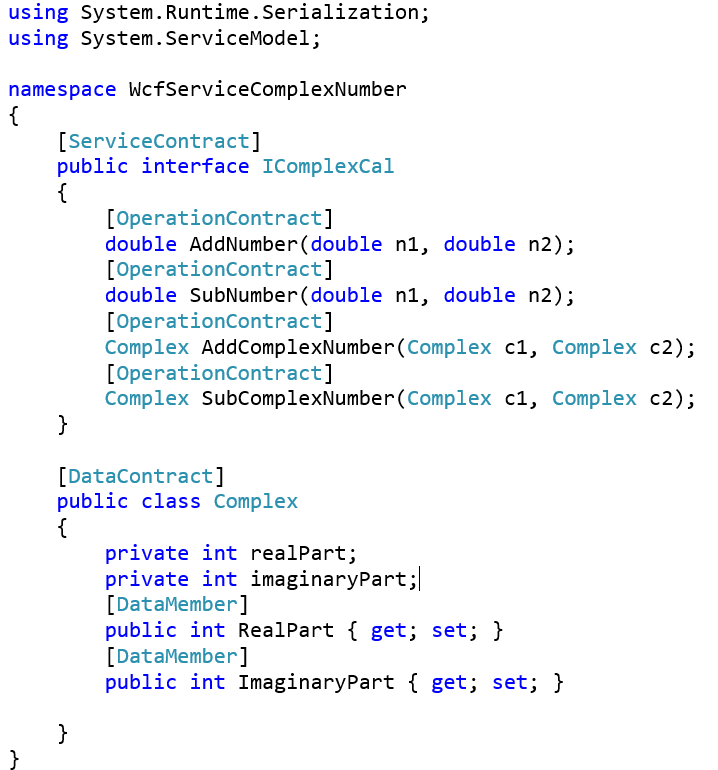 using System.Runtime.Serialization;
using System.ServiceModel;

namespace WcfServiceComplexNumber
{
    [ServiceContract]
    public interface IComplexCal
    {
        [OperationContract]
        double AddNumber(double n1, double n2);
        [OperationContract]
        double SubNumber(double n1, double n2);
        [OperationContract]
        Complex AddComplexNumber(Complex c1, Complex c2);
        [OperationContract]
        Complex SubComplexNumber(Complex c1, Complex c2);
    }

    [DataContract]
    public class Complex
    {
        private int realPart;
        private int imaginaryPart;
        [DataMember]
        public int RealPart { get; set; }
        [DataMember]
        public int ImaginaryPart { get; set; }

    }
}